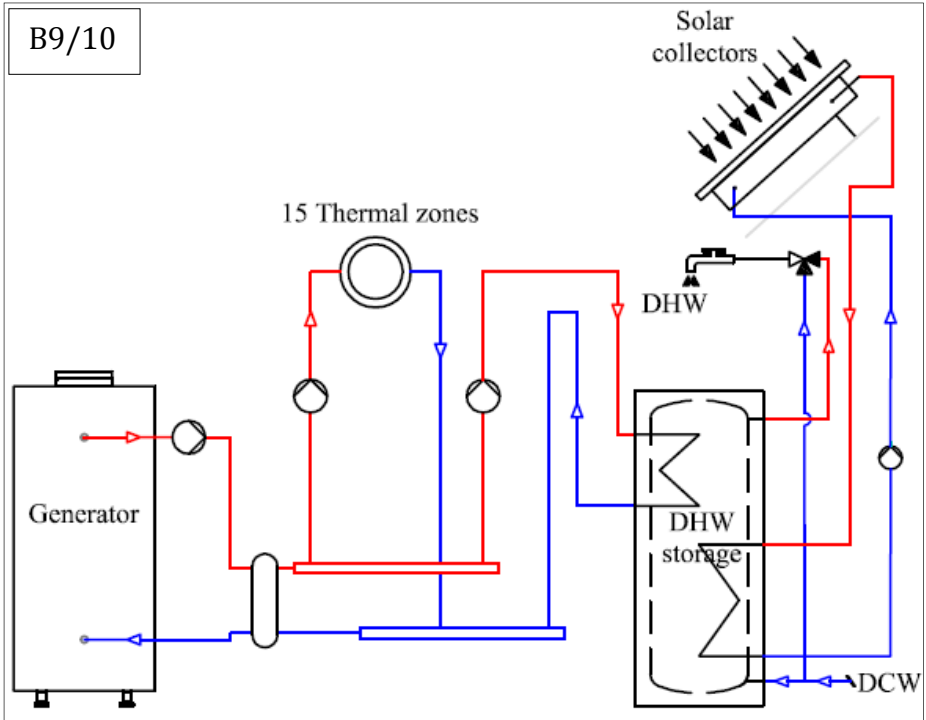 B9/10
Solar
collectors
15 Thermal zones
DHW
Generator
DHW
storage
DCW